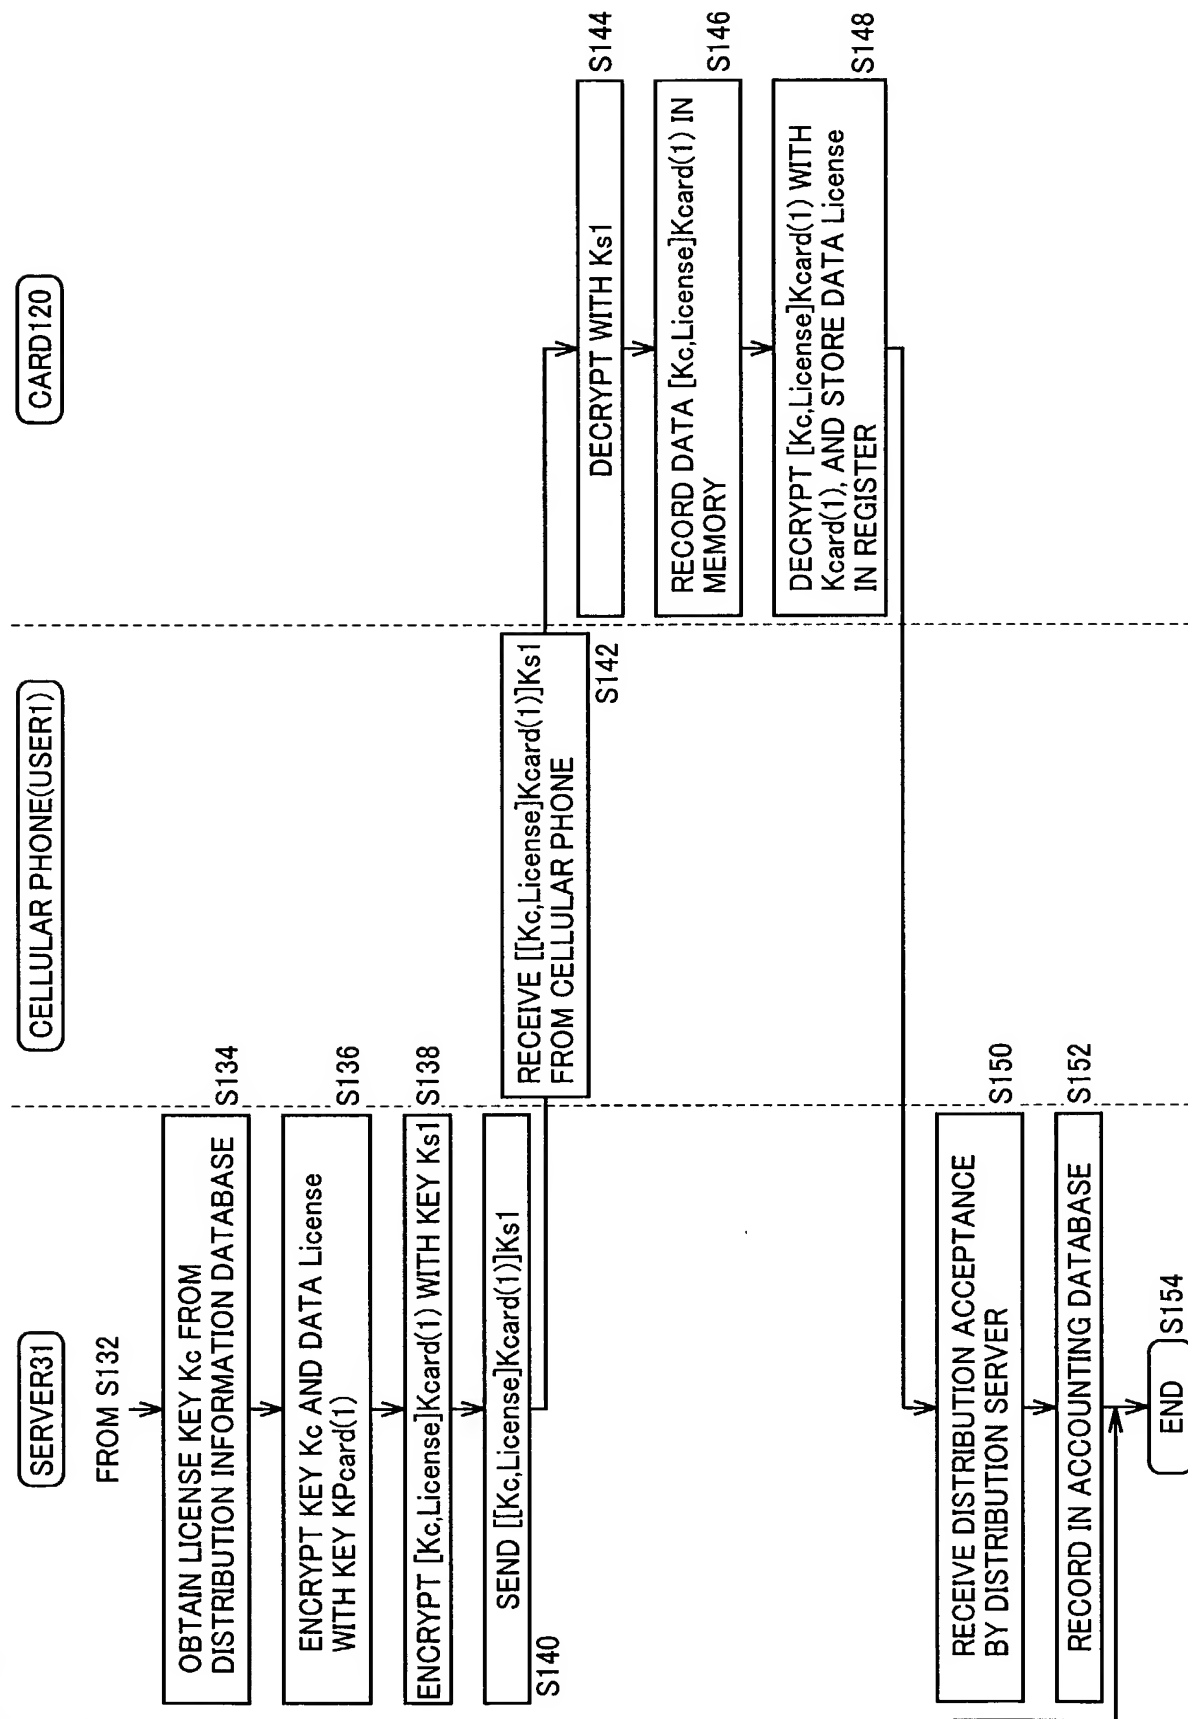 SERVER31
CELLULAR PHONE(USER1)
CARD120
FROM S132
OBTAIN LICENSE KEY Kc FROM
DISTRIBUTION INFORMATION DATABASE
S134
ENCRYPT KEY Kc AND DATA License
WITH KEY KPcard(1)
S136
ENCRYPT [Kc,License]Kcard(1) WITH KEY Ks1
S138
SEND [[Kc,License]Kcard(1)]Ks1
S140
RECEIVE [[Kc,License]Kcard(1)]Ks1
FROM CELLULAR PHONE
S142
DECRYPT WITH Ks1
S144
RECORD DATA [Kc,License]Kcard(1) IN
MEMORY
S146
DECRYPT [Kc,License]Kcard(1) WITH
Kcard(1), AND STORE DATA License
IN REGISTER
S148
RECEIVE DISTRIBUTION ACCEPTANCE
BY DISTRIBUTION SERVER
S150
RECORD IN ACCOUNTING DATABASE
S152
END
S154